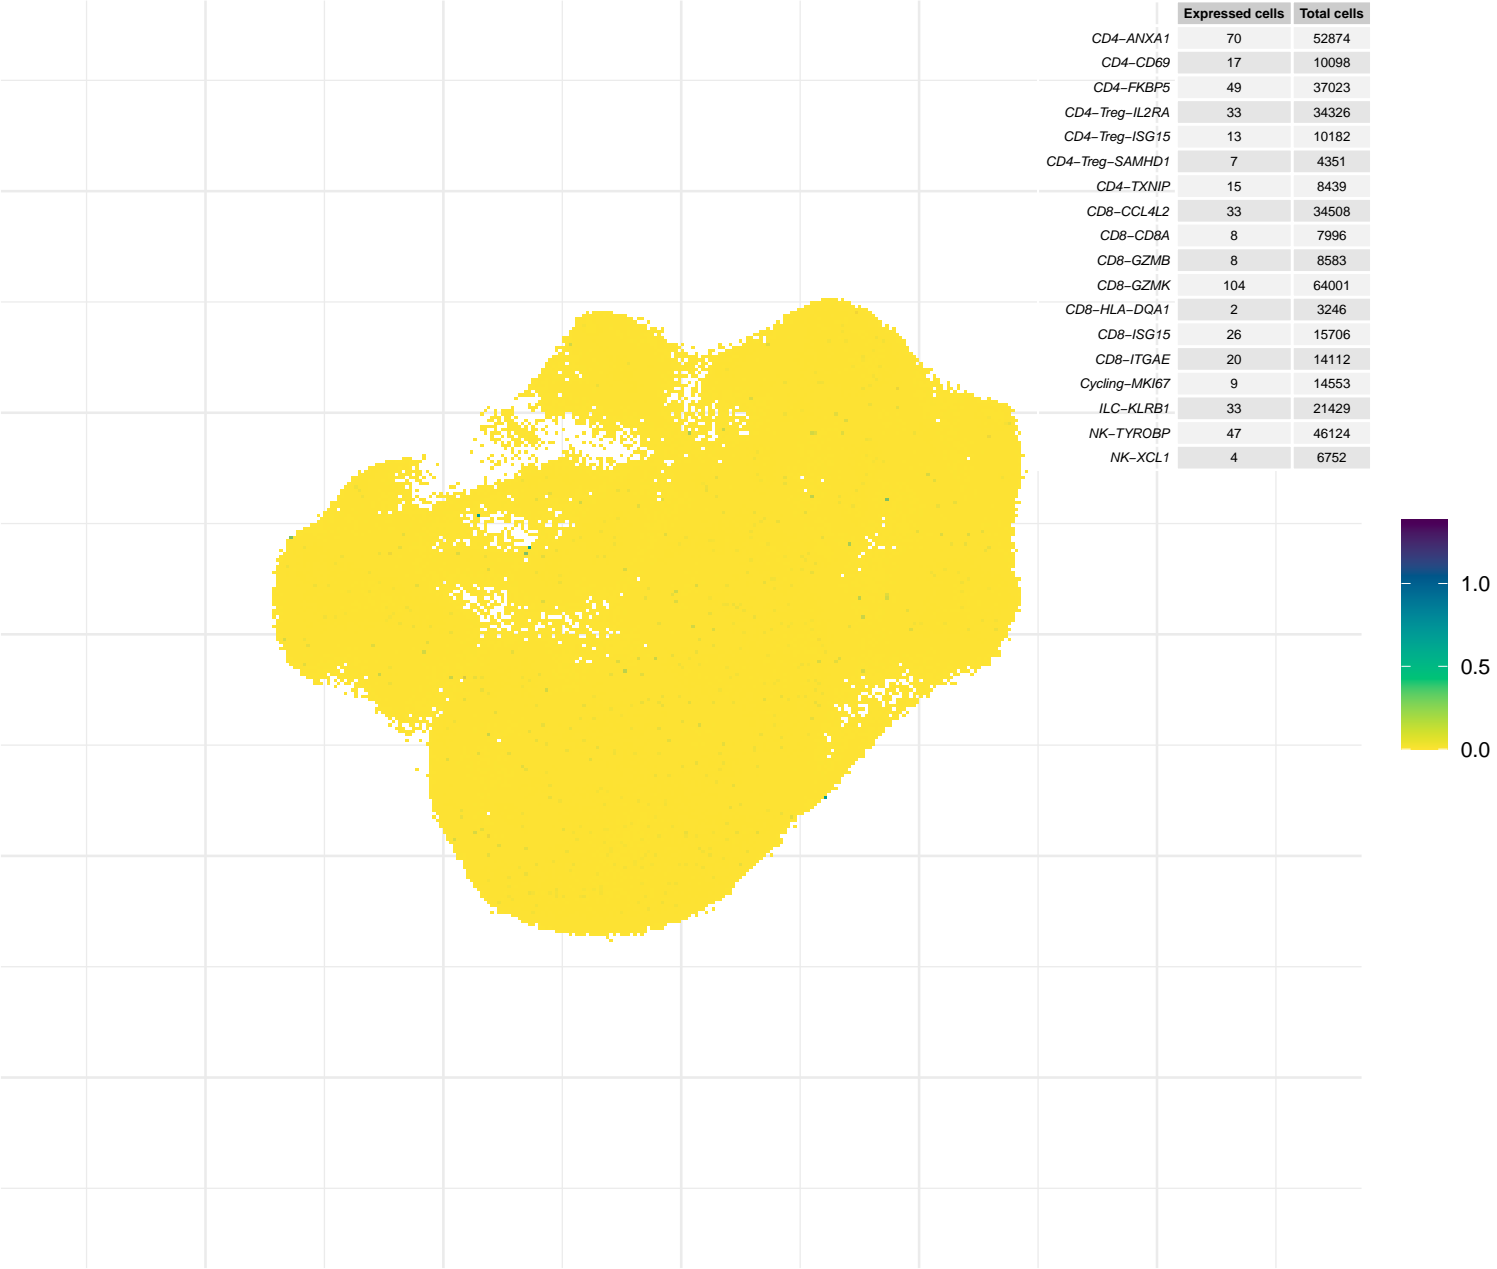 Expressed cells Total cells
CD4−ANXA1 70 52874
CD4−CD69 17 10098
CD4−FKBP5 49 37023
CD4−Treg−IL2RA 33 34326
CD4−Treg−ISG15 13 10182
CD4−Treg−SAMHD1 7 4351
CD4−TXNIP 15 8439
CD8−CCL4L2 33 34508
CD8−CD8A 8 7996
CD8−GZMB 8 8583
CD8−GZMK 104 64001
CD8−HLA−DQA1 2 3246
CD8−ISG15 26 15706
CD8−ITGAE 20 14112
Cycling−MKI67 9 14553
ILC−KLRB1 33 21429
NK−TYROBP 47 46124
NK−XCL1 4 6752
1.0
0.5
0.0